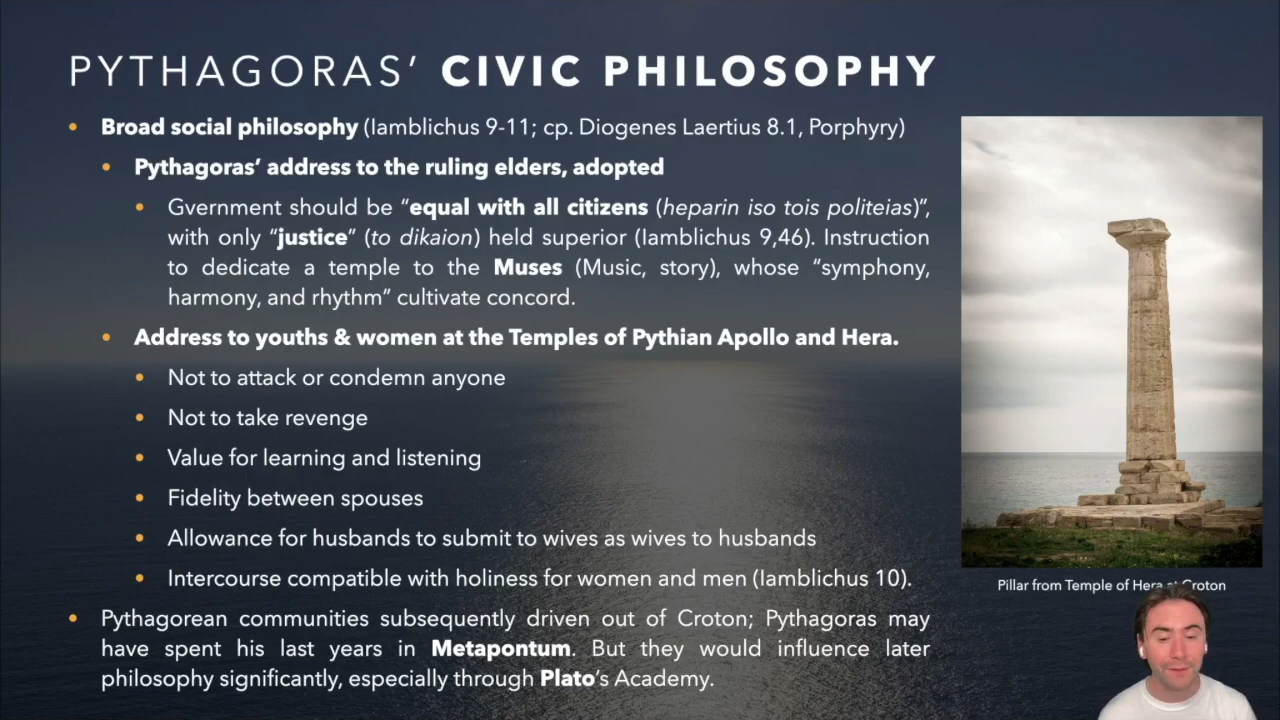 PYTHAGORAS’ CIVIC PHILOSOPHY
• Broad social philosophy (Iamblichus 9-11; cp. Diogenes Laertius 8.1, Porphyry)
• Pythagoras’ address to the ruling elders, adopted
• Gvernment should be “equal with all citizens (heparin iso tois politeias)”,
with only “justice” (to dikaion) held superior (Iamblichus 9,46). Instruction
to dedicate a temple to the Muses (Music, story), whose “symphony,
harmony, and rhythm” cultivate concord.
• Address to youths & women at the Temples of Pythian Apollo and Hera.
• Not to attack or condemn anyone
• Not to take revenge
• Value for learning and listening
• Fidelity between spouses
• Allowance for husbands to submit to wives as wives to husbands
• Intercourse compatible with holiness for women and men (Iamblichus 10).
• Pythagorean communities subsequently driven out of Croton; Pythagoras may
have spent his last years in Metapontum. But they would influence later
philosophy significantly, especially through Plato’s Academy.
Pillar from Temple of Hera at Croton